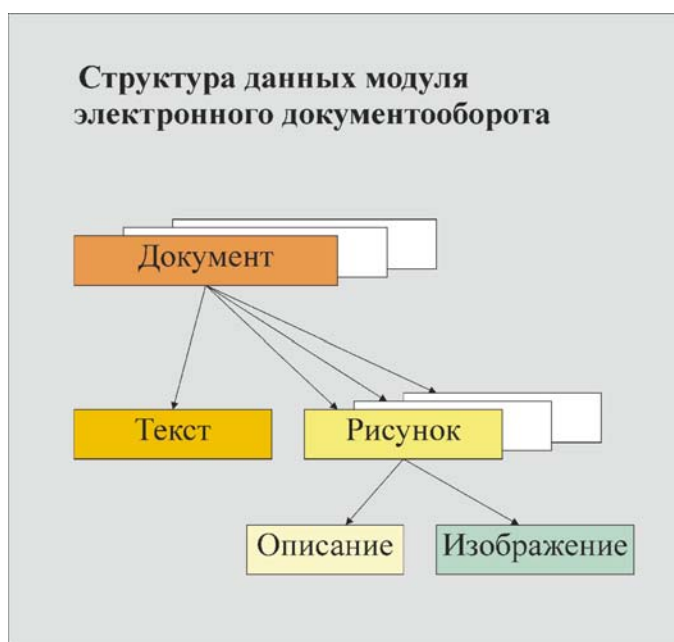 Структура данных модуля
электронного документооборота
Документ
Текст
Рисунок
Описание
Изображение